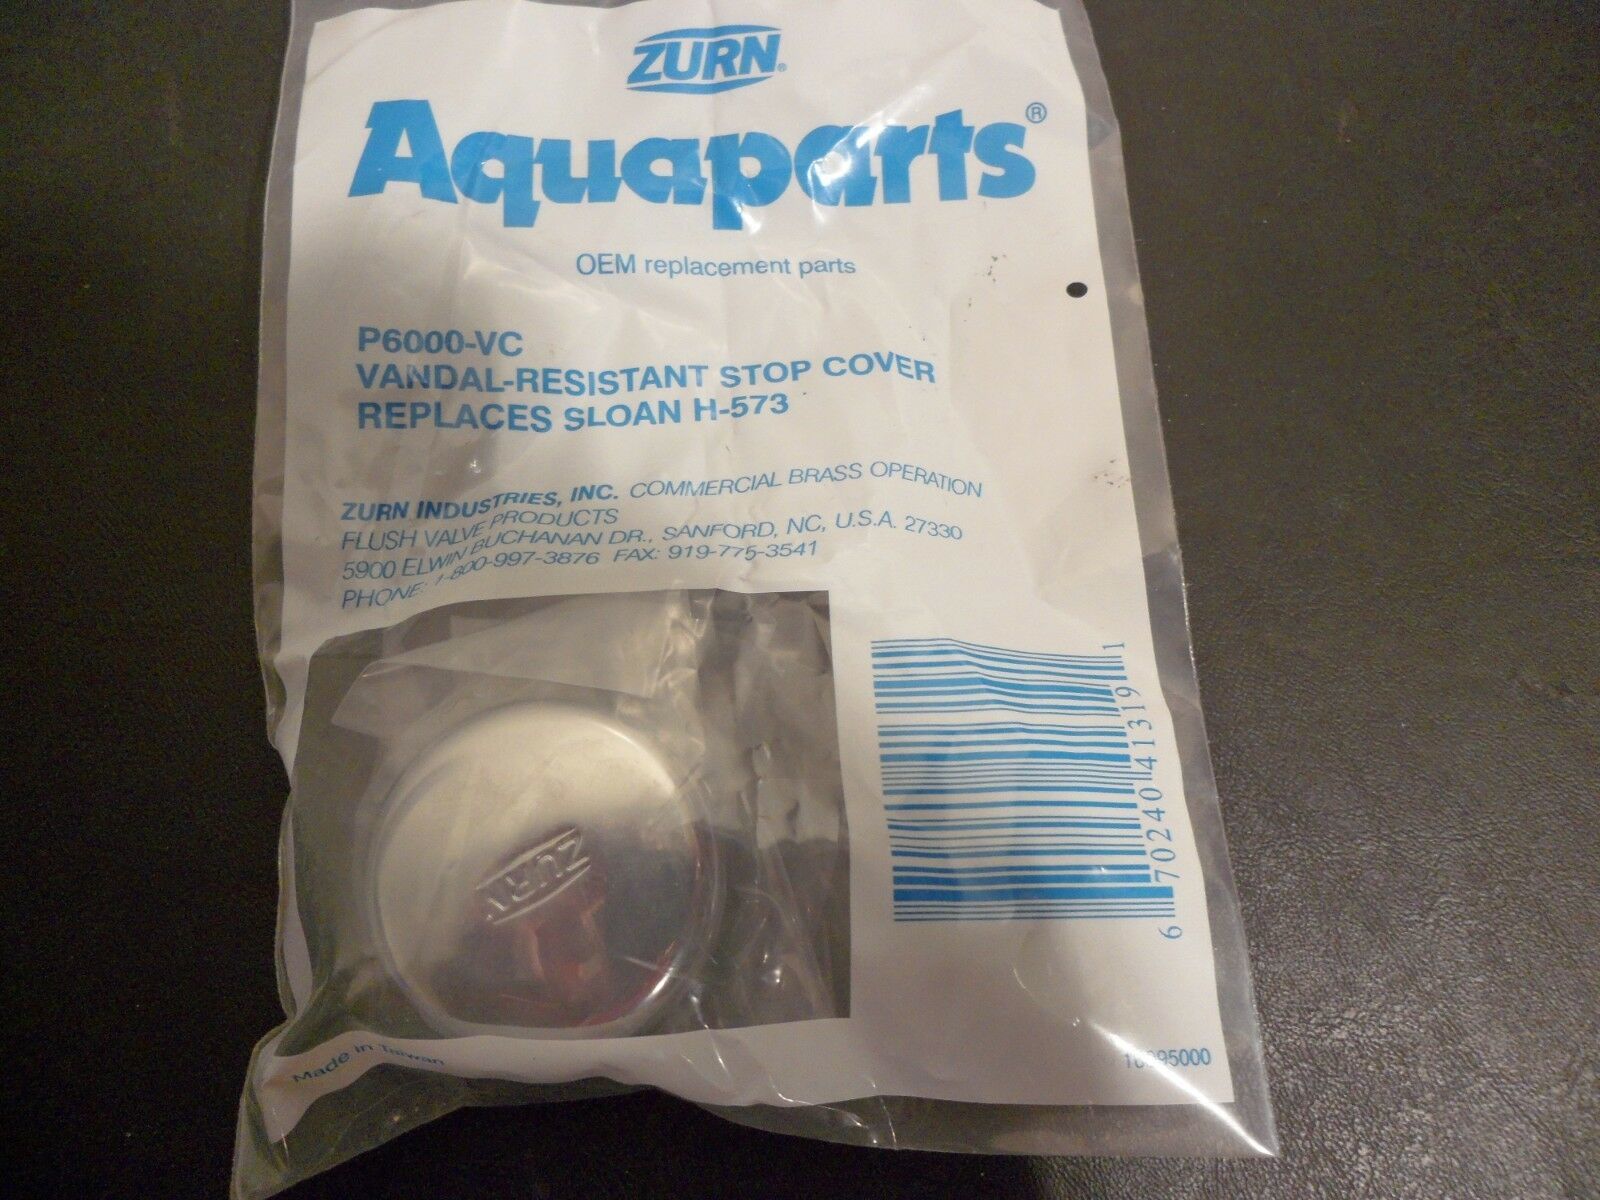 ZURN®
Aquaparts®
OEM replacement parts
P6000-VC
VANDAL-RESISTANT STOP COVER
REPLACES SLOAN H-573
ZURN INDUSTRIES, INC. COMMERCIAL BRASS OPERATION
FLUSH VALVE PRODUCTS
5900 ELWIN BUCHANAN DR., SANFORD, NC, U.S.A. 27330
PHONE: 1-800-997-3876 FAX: 919-775-3541
ZURN
6 70240 41319 1
Made in Taiwan